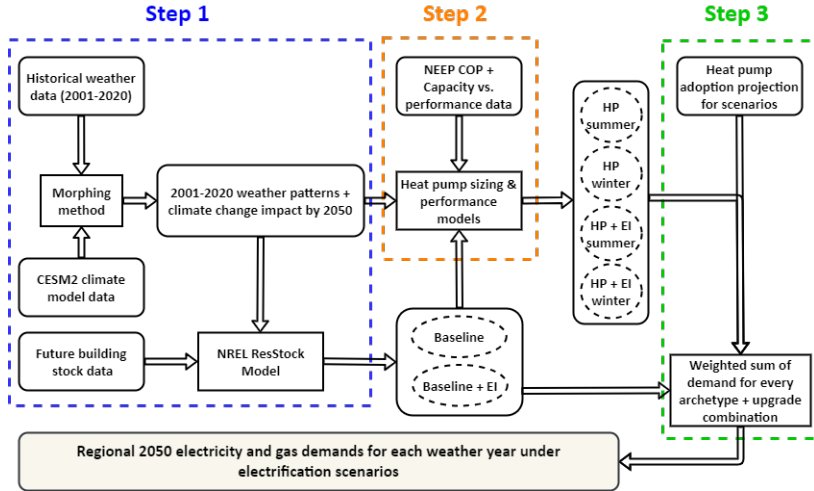 Step 1
Step 2
Step 3
Historical weather
data (2001-2020)
Morphing
method
CESM2 climate
model data
Future building
stock data
2001-2020 weather patterns +
climate change impact by 2050
NREL ResStock
Model
NEEP COP +
Capacity vs.
performance data
Heat pump sizing &
performance models
Baseline
Baseline + EI
HP
summer
HP
winter
HP + EI
summer
HP + EI
winter
Heat pump
adoption projection
for scenarios
Weighted sum of
demand for every
archetype + upgrade
combination
Regional 2050 electricity and gas demands for each weather year under
electrification scenarios